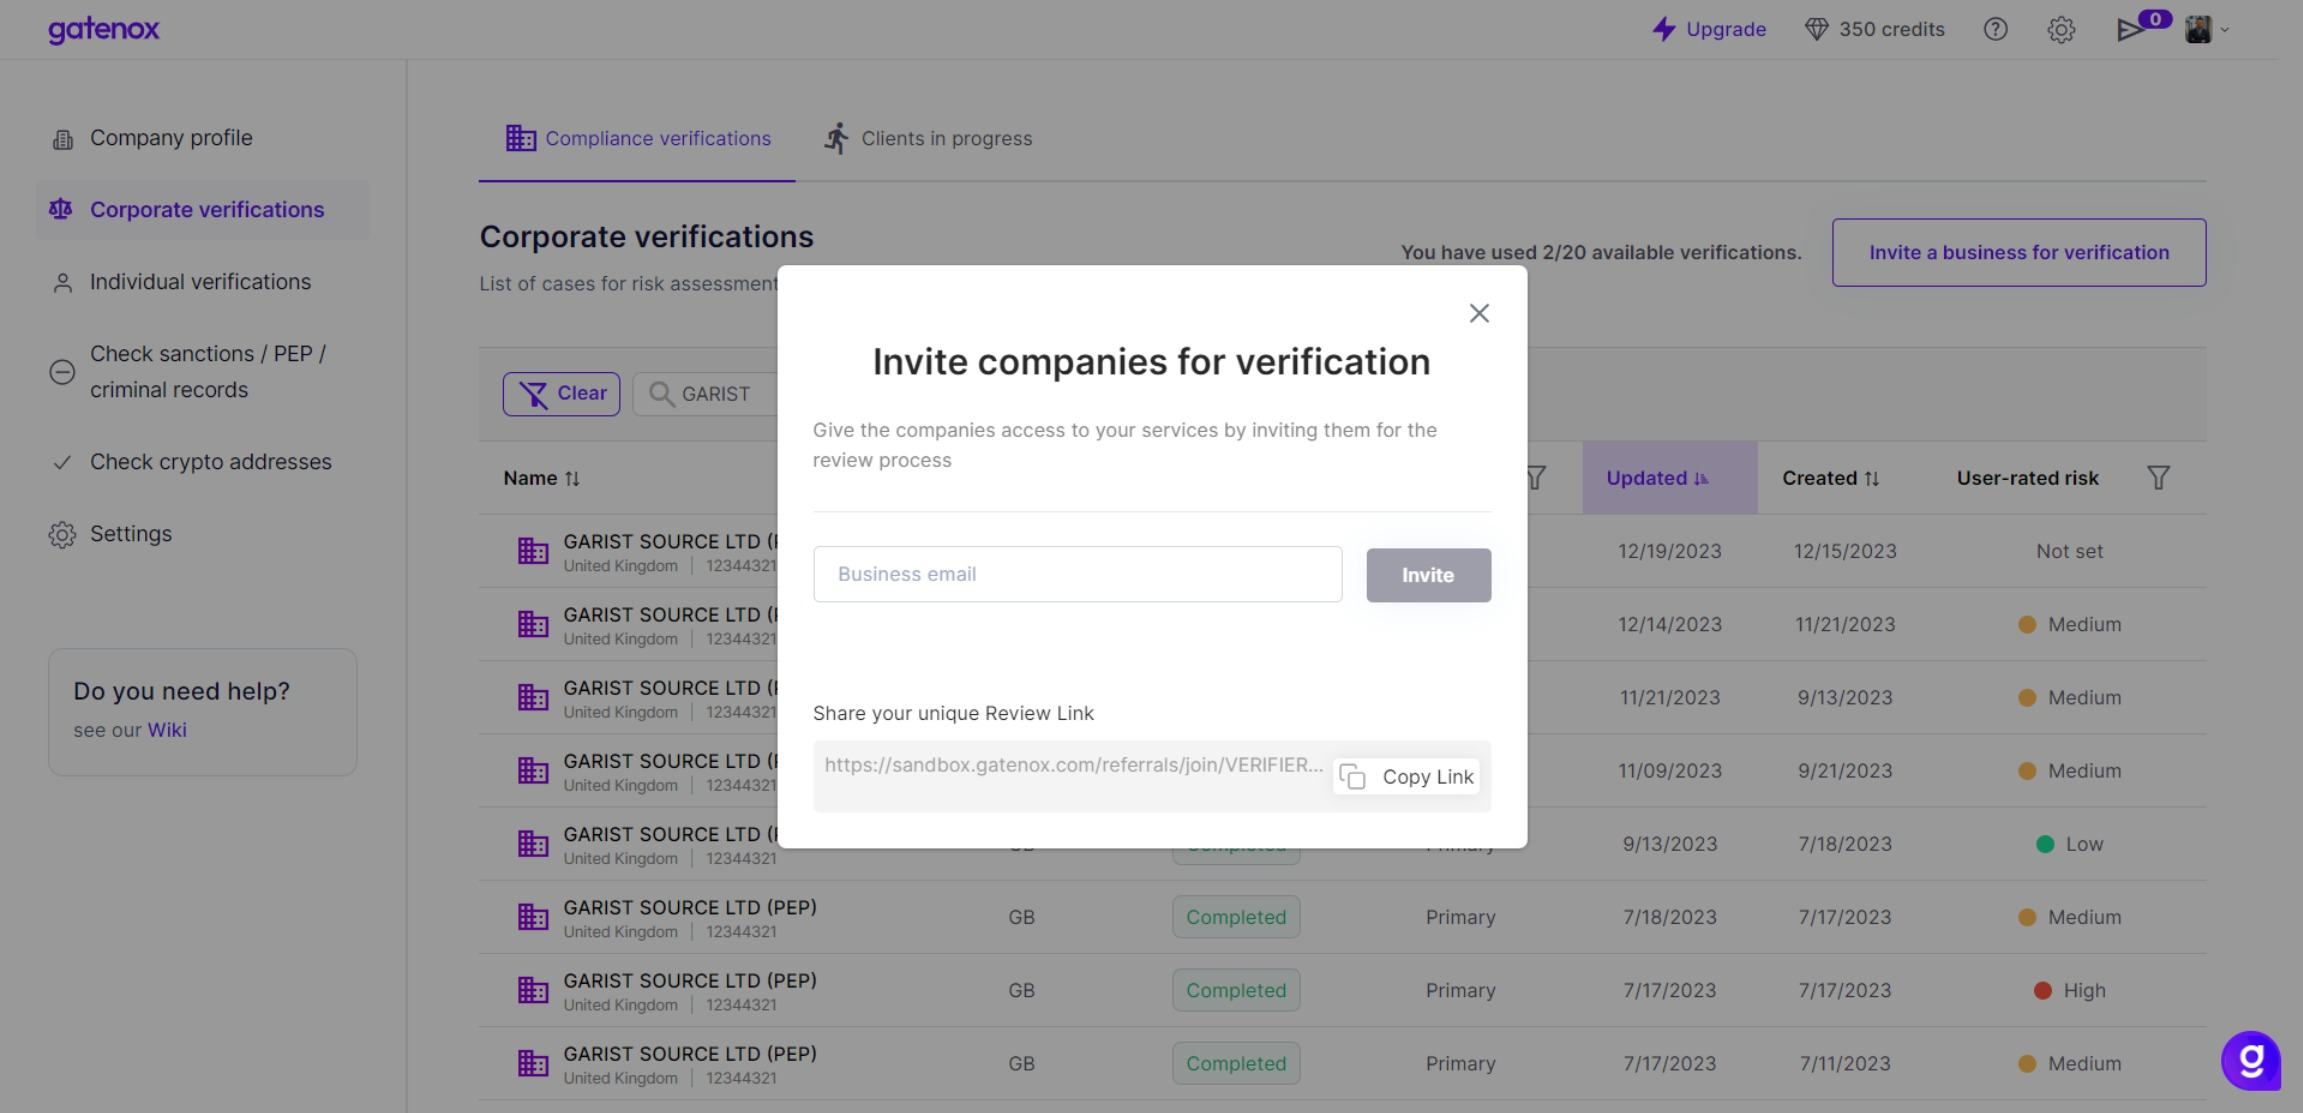 gatenox
Upgrade
350 credits
0
Company profile
Corporate verifications
Individual verifications
Check sanctions / PEP /
criminal records
Check crypto addresses
Settings
Do you need help?
see our Wiki
Compliance verifications
Clients in progress
Corporate verifications
List of cases for risk assessment
You have used 2/20 available verifications.
Invite a business for verification
Clear
GARIST
Name
Updated
Created
User-rated risk
GARIST SOURCE LTD
United Kingdom | 12344321
12/19/2023 12/15/2023 Not set
GARIST SOURCE LTD
United Kingdom | 12344321
12/14/2023 11/21/2023 Medium
GARIST SOURCE LTD
United Kingdom | 12344321
11/21/2023 9/13/2023 Medium
GARIST SOURCE LTD
United Kingdom | 12344321
11/09/2023 9/21/2023 Medium
GARIST SOURCE LTD
United Kingdom | 12344321
9/13/2023 7/18/2023 Low
GARIST SOURCE LTD (PEP)
United Kingdom | 12344321
GB Completed Primary 7/18/2023 7/17/2023 Medium
GARIST SOURCE LTD (PEP)
United Kingdom | 12344321
GB Completed Primary 7/17/2023 7/17/2023 High
GARIST SOURCE LTD (PEP)
United Kingdom | 12344321
GB Completed Primary 7/17/2023 7/11/2023 Medium
Invite companies for verification
Give the companies access to your services by inviting them for the
review process
Business email
Invite
Share your unique Review Link
https://sandbox.gatenox.com/referrals/join/VERIFIER...
Copy Link
g